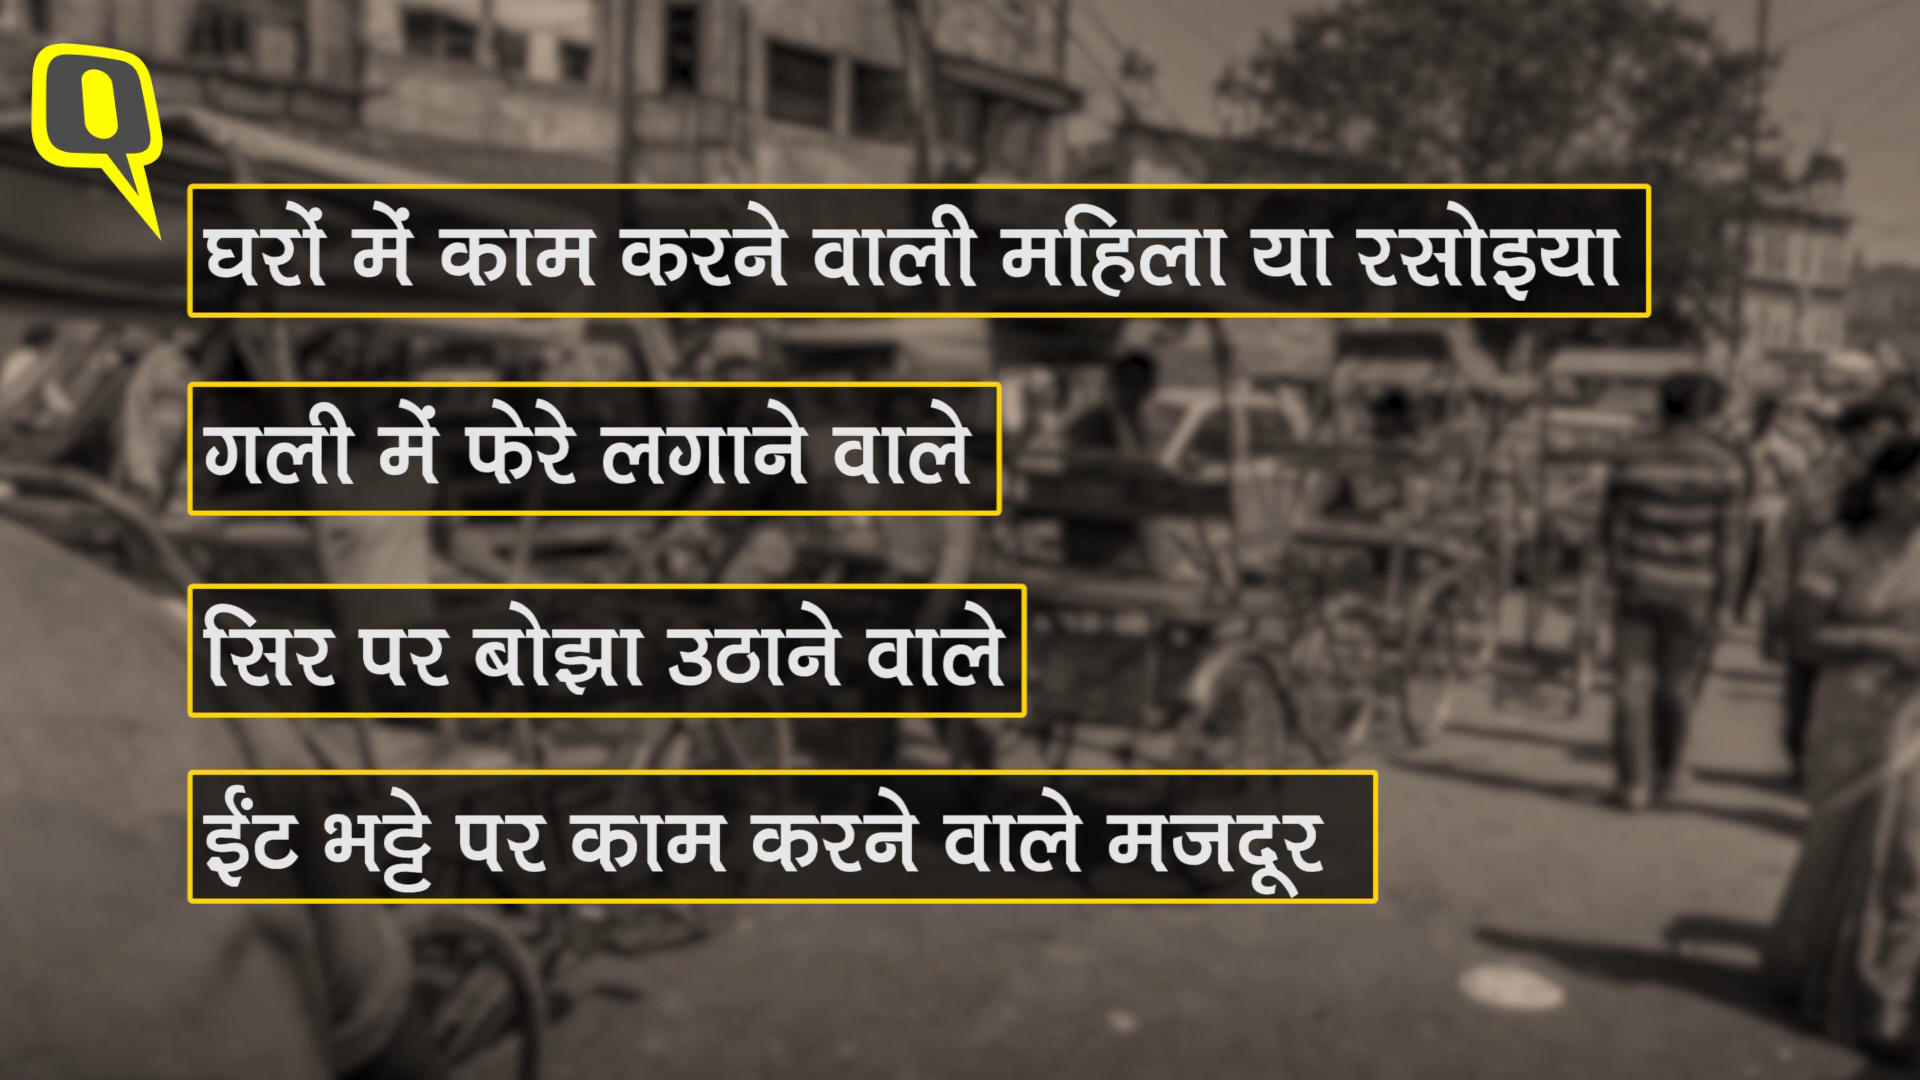 घरों में काम करने वाली महिला या रसोइया
गली में फेरे लगाने वाले
सिर पर बोझा उठाने वाले
ईंट भट्टे पर काम करने वाले मजदूर